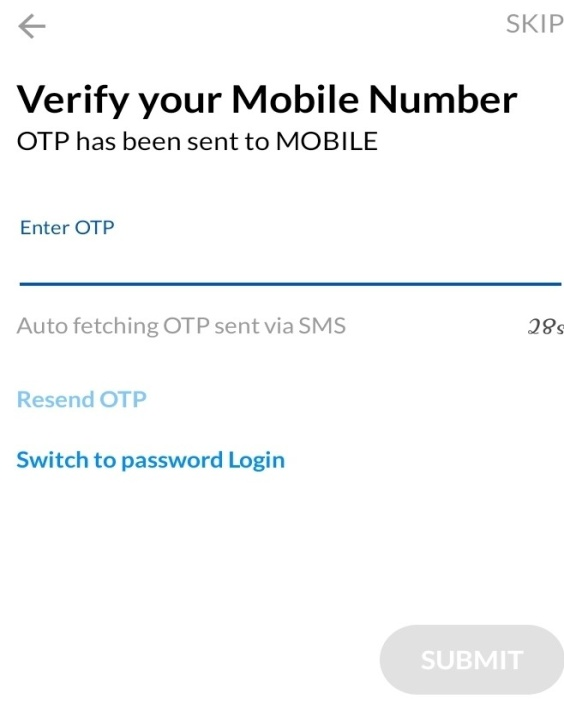 SKIP
Verify your Mobile Number
OTP has been sent to MOBILE
Enter OTP
Auto fetching OTP sent via SMS 28s
Resend OTP
Switch to password Login
SUBMIT